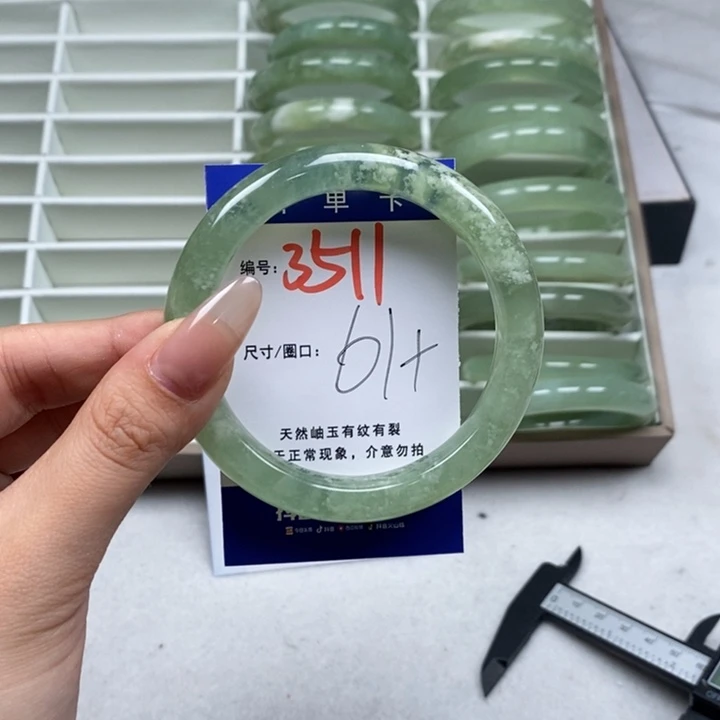 单卡
编号：3511
尺寸/圈口：61+
天然岫玉有纹有裂
正常现象，介意勿拍